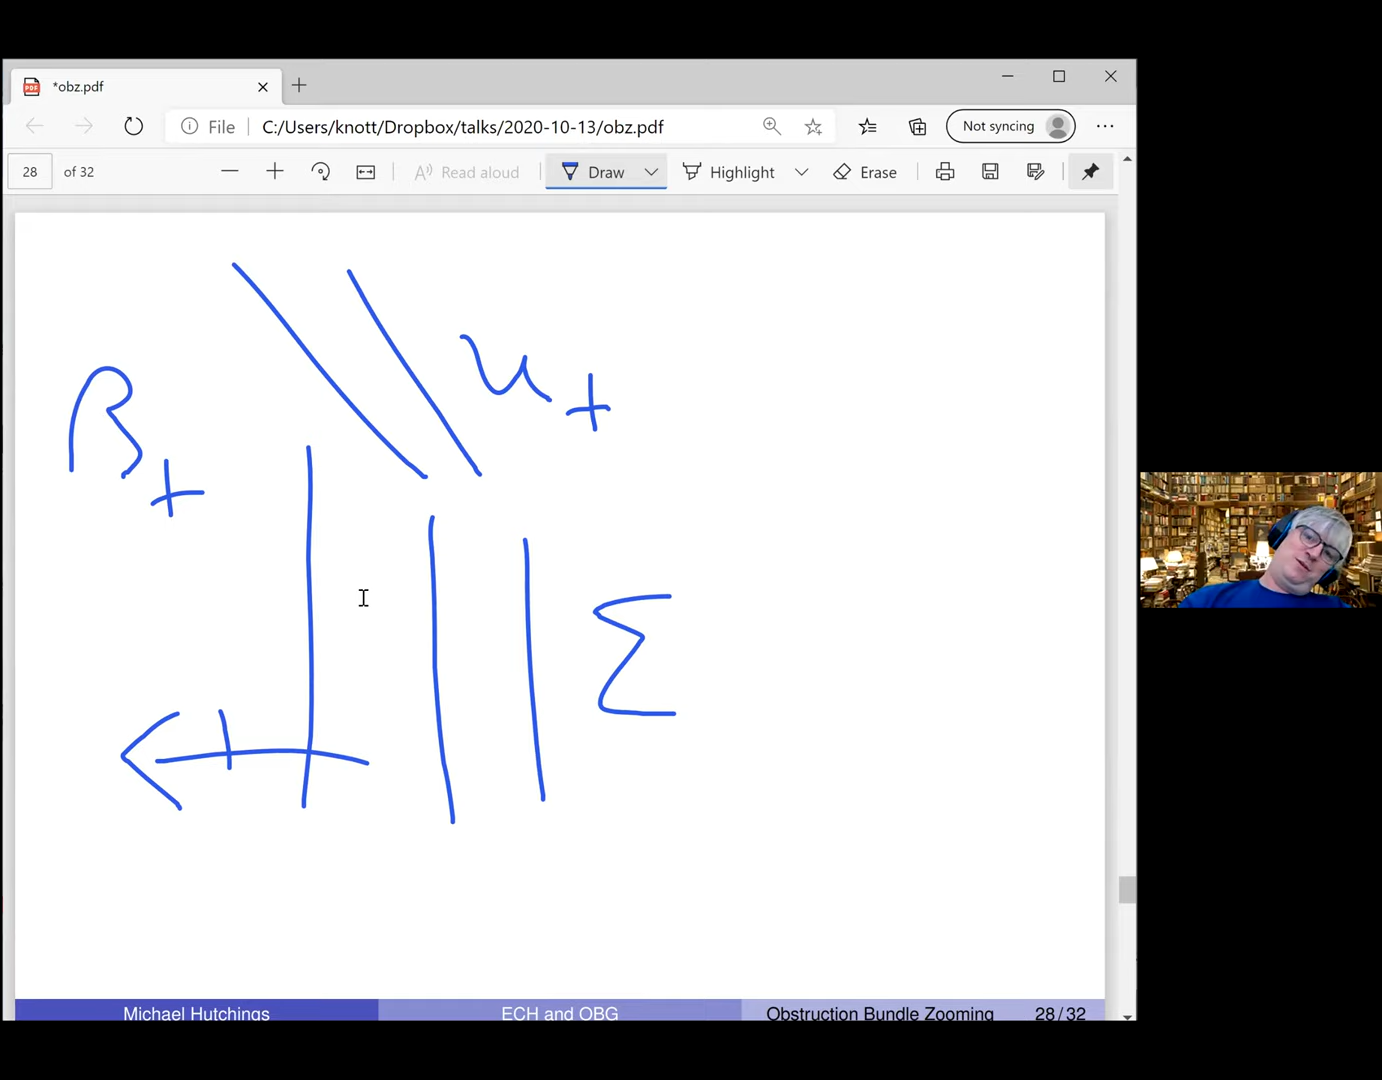 *obz.pdf
File C:/Users/knott/Dropbox/talks/2020-10-13/obz.pdf Not syncing
28 of 32 Read aloud Draw Highlight Erase
u+
R+
Σ
Michael Hutchings ECH and OBG Obstruction Bundle Zooming 28/32